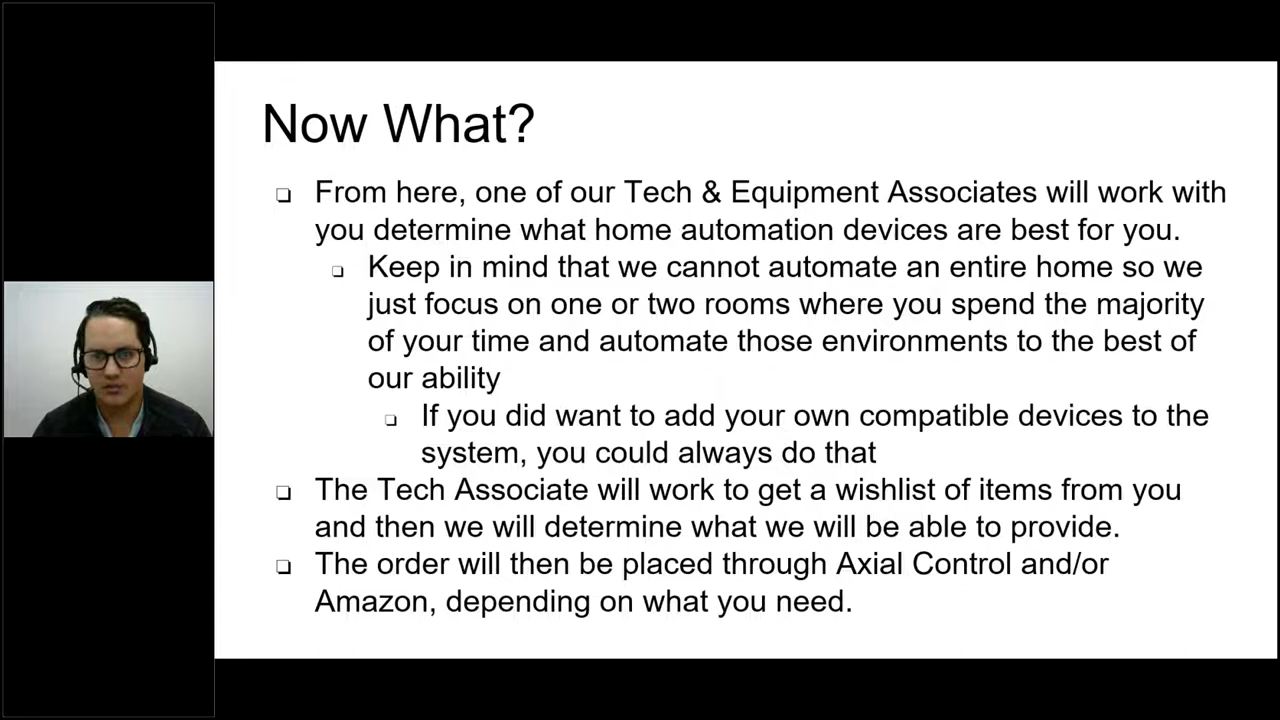 Now What?
From here, one of our Tech & Equipment Associates will work with
you determine what home automation devices are best for you.
Keep in mind that we cannot automate an entire home so we
just focus on one or two rooms where you spend the majority
of your time and automate those environments to the best of
our ability
If you did want to add your own compatible devices to the
system, you could always do that
The Tech Associate will work to get a wishlist of items from you
and then we will determine what we will be able to provide.
The order will then be placed through Axial Control and/or
Amazon, depending on what you need.